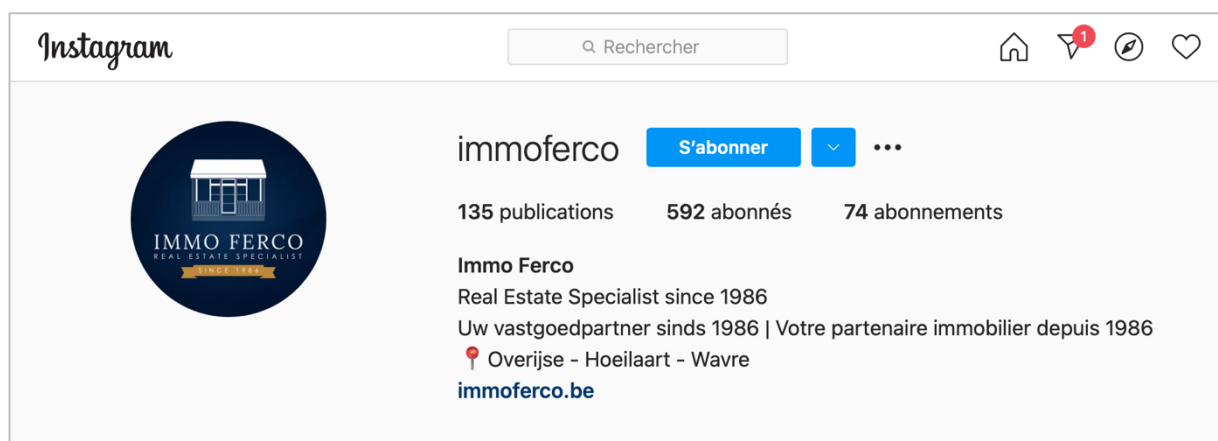 Instagram
Rechercher
1
immoferco S'abonner
135 publications 592 abonnés 74 abonnements
IMMO FERCO
REAL ESTATE SPECIALIST
SINCE 1986
Immo Ferco
Real Estate Specialist since 1986
Uw vastgoedpartner sinds 1986 | Votre partenaire immobilier depuis 1986
📍 Overijse - Hoeilaart - Wavre
immoferco.be